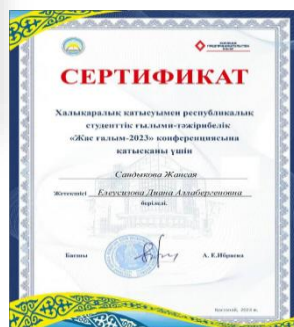 СЕРТИФИКАТ
Халықаралық қатысуымен республикалық
студенттік ғылыми-тәжірибелік
«Жас ғалым-2023» конференциясына
қатысқаны үшін
Сандыкова Жансая
Жетекшісі Елеусизова Диана Аллабергеновна
беріледі.
Басшы А. Е.Ибраева